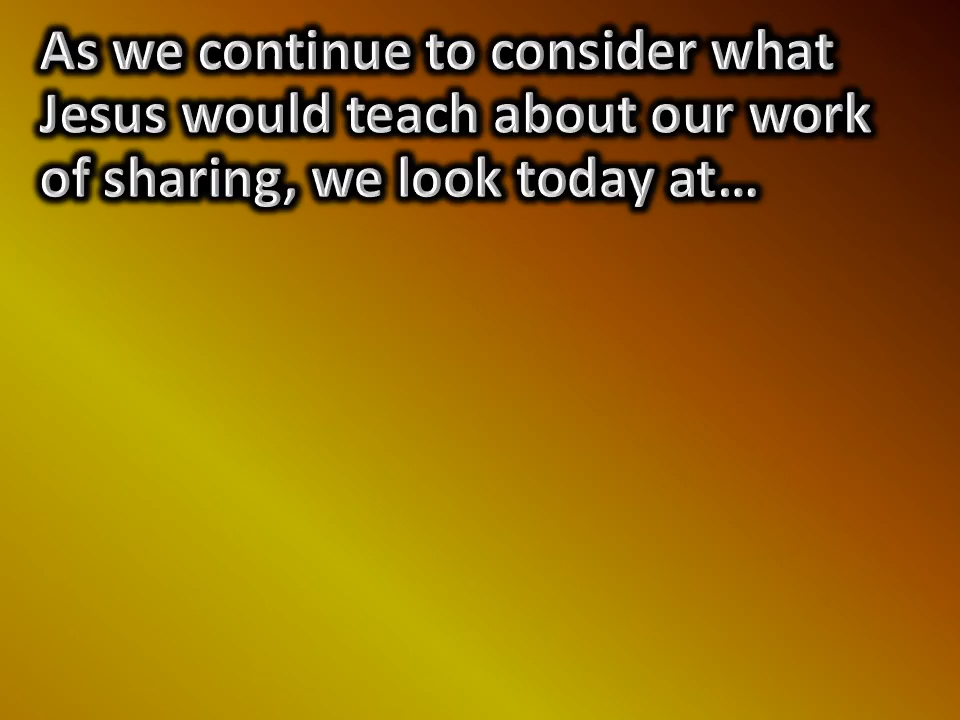 As we continue to consider what
Jesus would teach about our work
of sharing, we look today at…